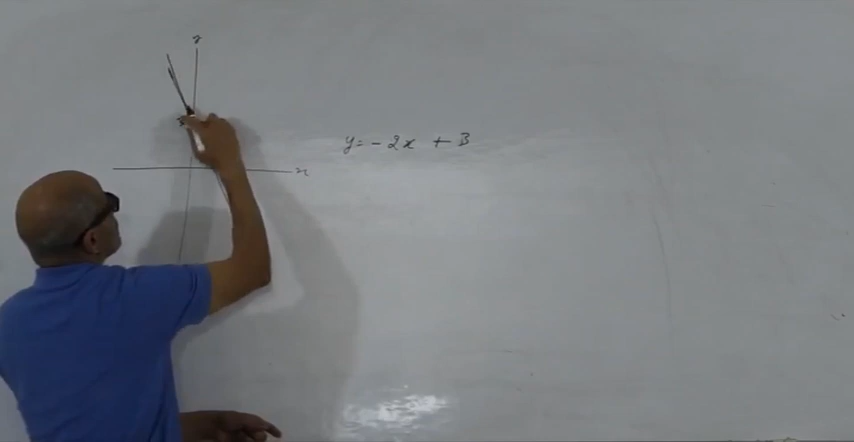 y
y = - 2x + 3
x